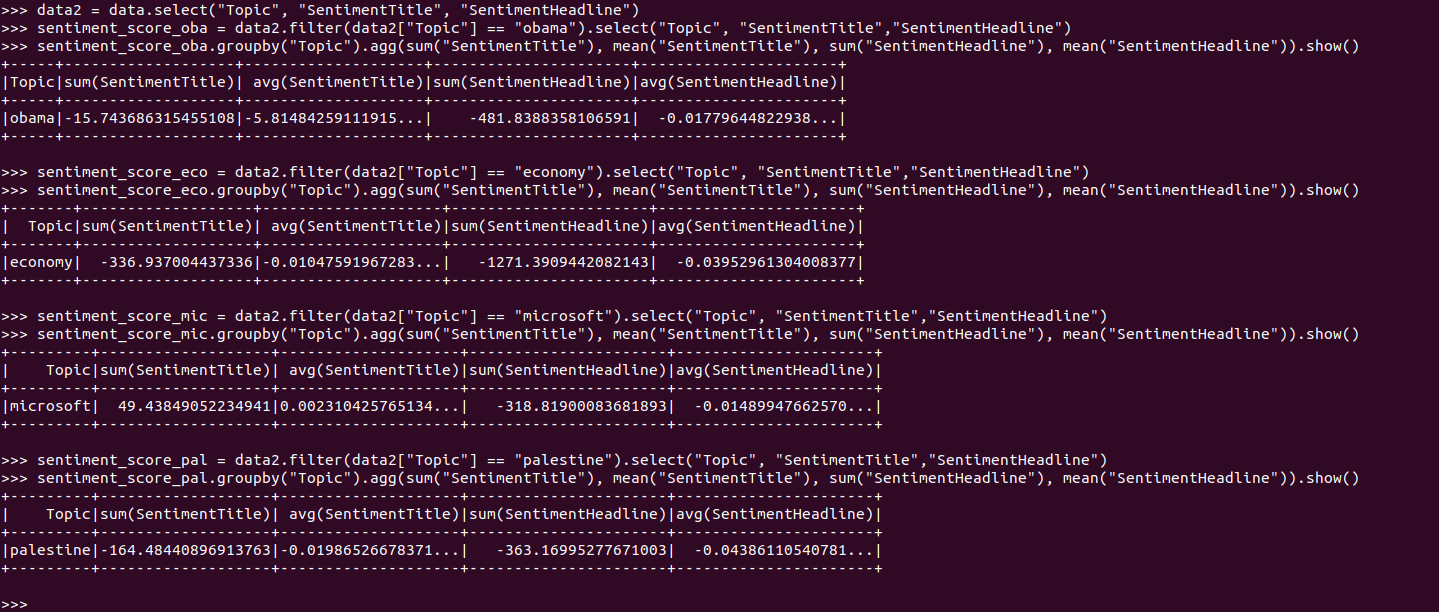 >>> data2 = data.select("Topic", "SentimentTitle", "SentimentHeadline")
>>> sentiment_score_oba = data2.filter(data2["Topic"] == "obama").select("Topic", "SentimentTitle","SentimentHeadline")
>>> sentiment_score_oba.groupby("Topic").agg(sum("SentimentTitle"), mean("SentimentTitle"), sum("SentimentHeadline"), mean("SentimentHeadline")).show()
+-----+-------------------+--------------------+----------------------+----------------------+
|Topic|sum(SentimentTitle)| avg(SentimentTitle)|sum(SentimentHeadline)|avg(SentimentHeadline)|
+-----+-------------------+--------------------+----------------------+----------------------+
|obama|-15.743686315455108|-5.81484259111915...|    -481.8388358106591|  -0.01779644822938...|
+-----+-------------------+--------------------+----------------------+----------------------+
>>> sentiment_score_eco = data2.filter(data2["Topic"] == "economy").select("Topic", "SentimentTitle","SentimentHeadline")
>>> sentiment_score_eco.groupby("Topic").agg(sum("SentimentTitle"), mean("SentimentTitle"), sum("SentimentHeadline"), mean("SentimentHeadline")).show()
+-------+-------------------+--------------------+----------------------+----------------------+
|  Topic|sum(SentimentTitle)| avg(SentimentTitle)|sum(SentimentHeadline)|avg(SentimentHeadline)|
+-------+-------------------+--------------------+----------------------+----------------------+
|economy|  -336.937004437336|-0.01047591967283...|   -1271.3909442082143|  -0.03952961304008377|
+-------+-------------------+--------------------+----------------------+----------------------+
>>> sentiment_score_mic = data2.filter(data2["Topic"] == "microsoft").select("Topic", "SentimentTitle","SentimentHeadline")
>>> sentiment_score_mic.groupby("Topic").agg(sum("SentimentTitle"), mean("SentimentTitle"), sum("SentimentHeadline"), mean("SentimentHeadline")).show()
+---------+-------------------+--------------------+----------------------+----------------------+
|    Topic|sum(SentimentTitle)| avg(SentimentTitle)|sum(SentimentHeadline)|avg(SentimentHeadline)|
+---------+-------------------+--------------------+----------------------+----------------------+
|microsoft|  49.43849052234941|0.002310425765134...|   -318.81900083681893|  -0.01489947662570...|
+---------+-------------------+--------------------+----------------------+----------------------+
>>> sentiment_score_pal = data2.filter(data2["Topic"] == "palestine").select("Topic", "SentimentTitle","SentimentHeadline")
>>> sentiment_score_pal.groupby("Topic").agg(sum("SentimentTitle"), mean("SentimentTitle"), sum("SentimentHeadline"), mean("SentimentHeadline")).show()
+---------+-------------------+--------------------+----------------------+----------------------+
|    Topic|sum(SentimentTitle)| avg(SentimentTitle)|sum(SentimentHeadline)|avg(SentimentHeadline)|
+---------+-------------------+--------------------+----------------------+----------------------+
|palestine|-164.48440896913763|-0.01986526678371...|   -363.16995277671003|  -0.04386110540781...|
+---------+-------------------+--------------------+----------------------+----------------------+
>>>